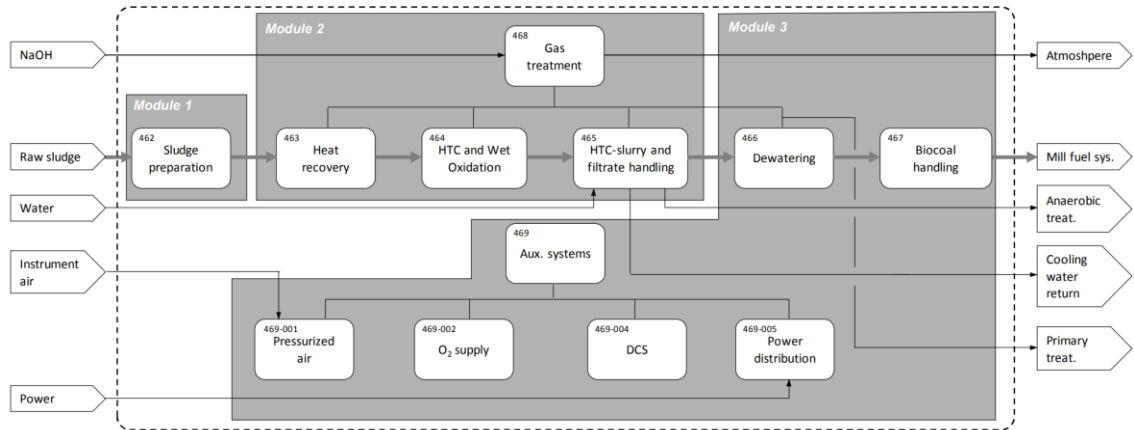 Module 2
Module 3
NaOH
468
Gas
treatment
Atmoshpere
Module 1
Raw sludge
462
Sludge
preparation
463
Heat
recovery
464
HTC and Wet
Oxidation
465
HTC-slurry and
filtrate handling
466
Dewatering
467
Biocoal
handling
Mill fuel sys.
Water
Anaerobic
treat.
469
Aux. systems
Instrument
air
Cooling
water
return
469-001
Pressurized
air
469-002
O₂ supply
469-004
DCS
469-005
Power
distribution
Primary
treat.
Power